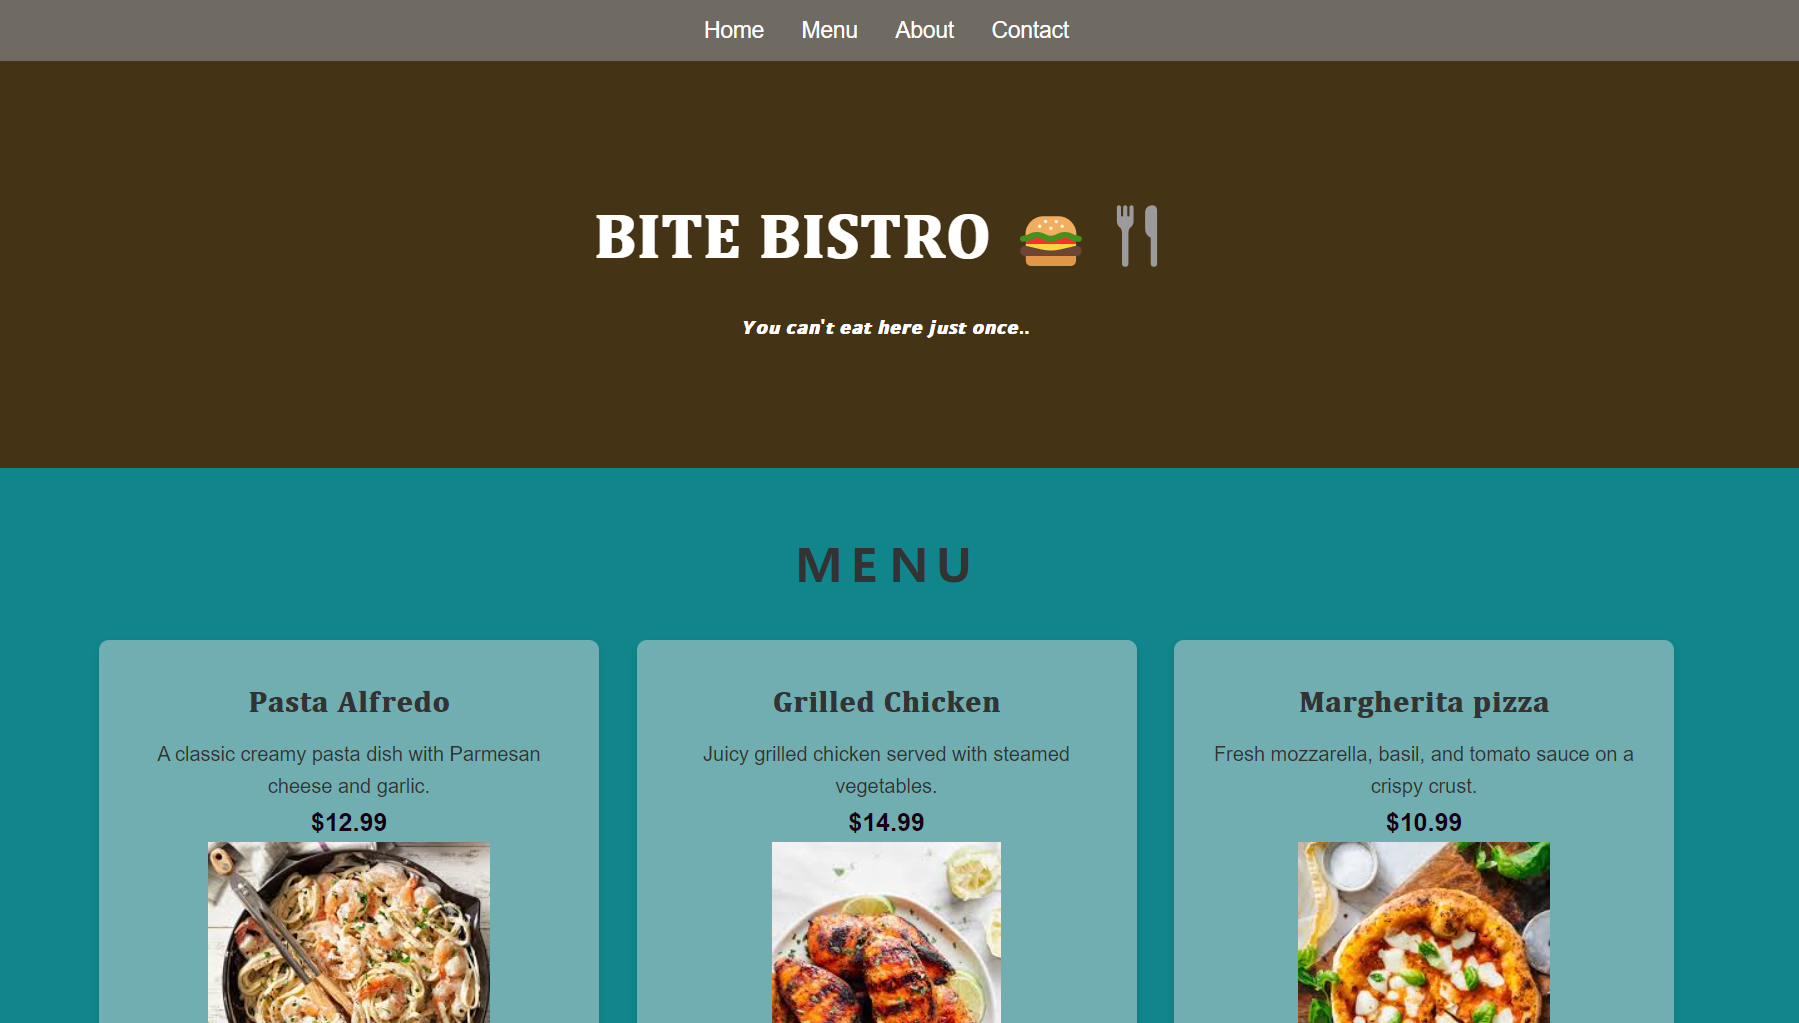 Home Menu About Contact
BITE BISTRO 🍔 🍴
You can't eat here just once..
MENU
Pasta Alfredo
A classic creamy pasta dish with Parmesan
cheese and garlic.
$12.99
Grilled Chicken
Juicy grilled chicken served with steamed
vegetables.
$14.99
Margherita pizza
Fresh mozzarella, basil, and tomato sauce on a
crispy crust.
$10.99